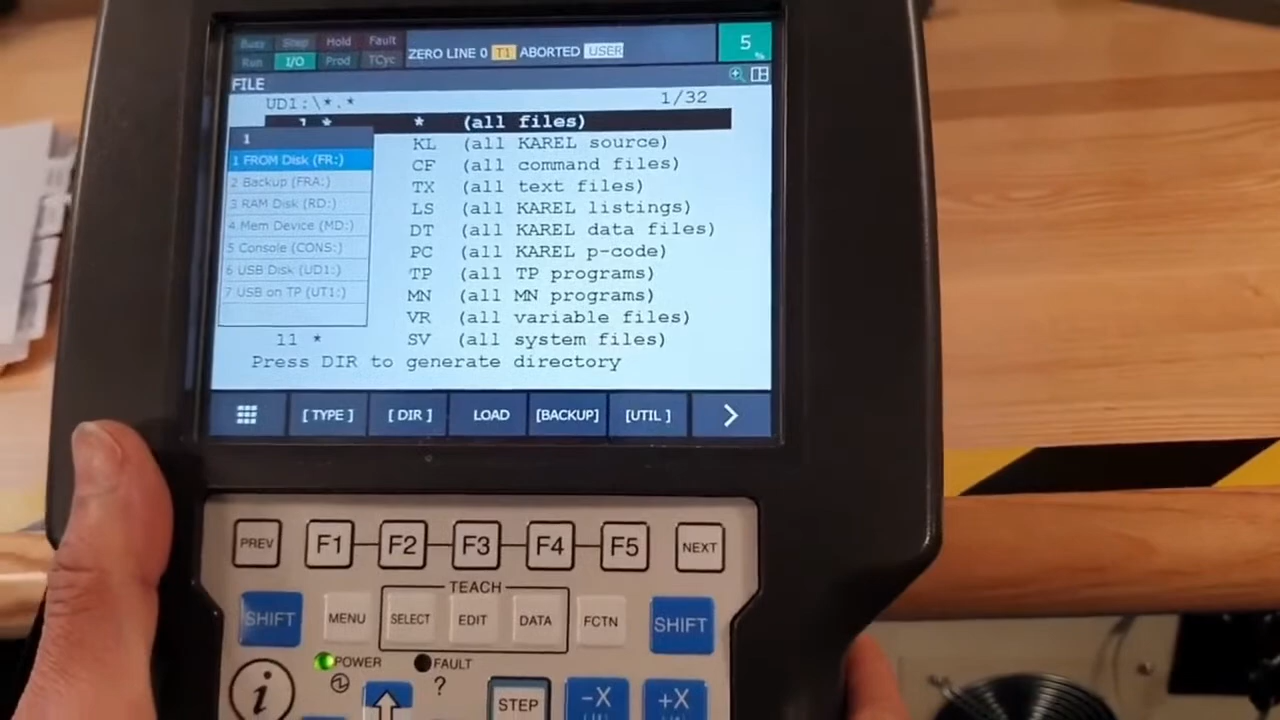 Busy Step Hold Fault
Run I/O Prod TCyc
ZERO LINE 0 T1 ABORTED USER
5 %
FILE
UD1:\*.* 1/32
1 * * (all files)
KL (all KAREL source)
CF (all command files)
TX (all text files)
LS (all KAREL listings)
DT (all KAREL data files)
PC (all KAREL p-code)
TP (all TP programs)
MN (all MN programs)
VR (all variable files)
11 * SV (all system files)
Press DIR to generate directory
1
1 FROM Disk (FR:)
2 Backup (FRA:)
3 RAM Disk (RD:)
4 Mem Device (MD:)
5 Console (CONS:)
6 USB Disk (UD1:)
7 USB on TP (UT1:)
[ TYPE ] [ DIR ] LOAD [BACKUP] [UTIL ] >
PREV F1 F2 F3 F4 F5 NEXT
TEACH
SHIFT MENU SELECT EDIT DATA FCTN SHIFT
POWER FAULT
i ? STEP -X +X